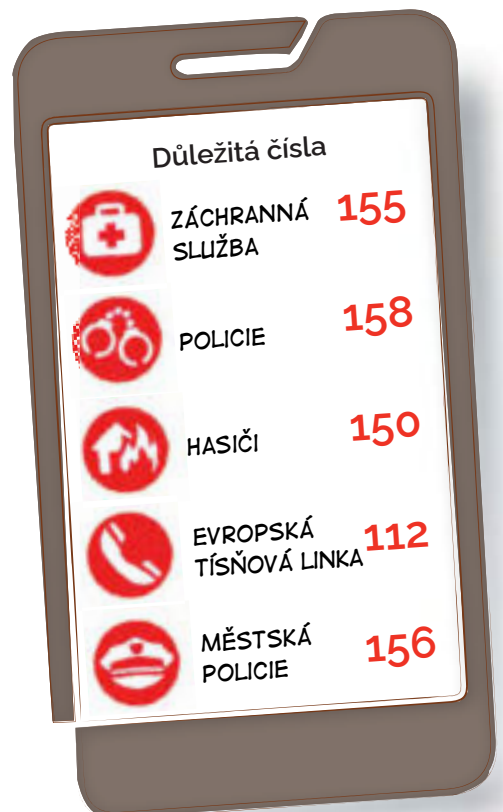 Důležitá čísla
ZÁCHRANNÁ 155
SLUŽBA
POLICIE 158
HASIČI 150
EVROPSKÁ 112
TÍSŇOVÁ LINKA
MĚSTSKÁ 156
POLICIE